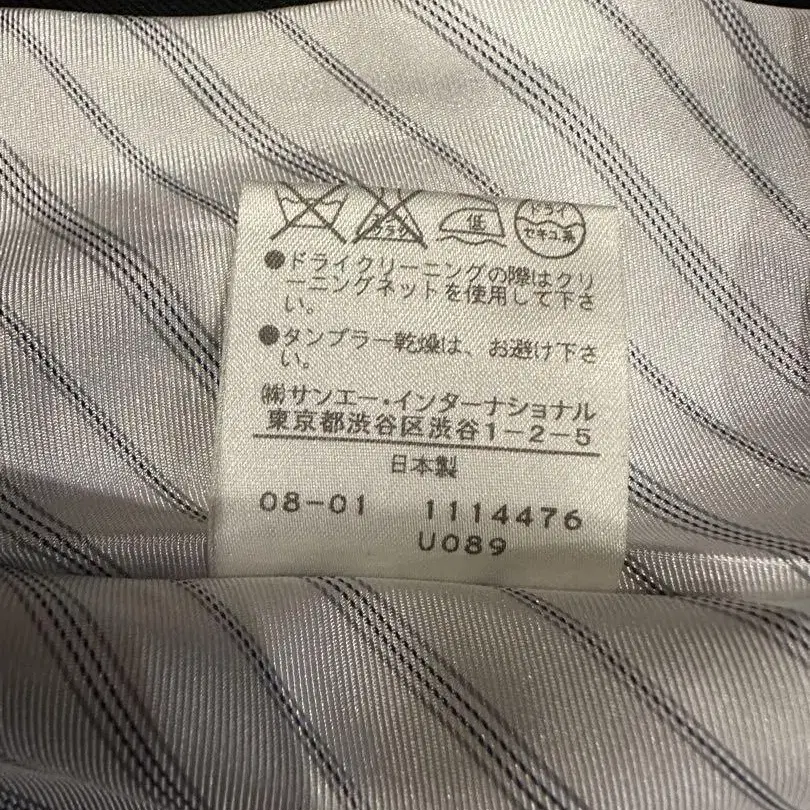 低 ドライ
セキユ系
●ドライクリーニングの際はクリ
ーニングネットを使用して下さ
い。
●タンブラー乾燥は、お避け下さ
い。
㈱サンエー・インターナショナル
東京都渋谷区渋谷1-2-5
日本製
08-01 1114476
U089